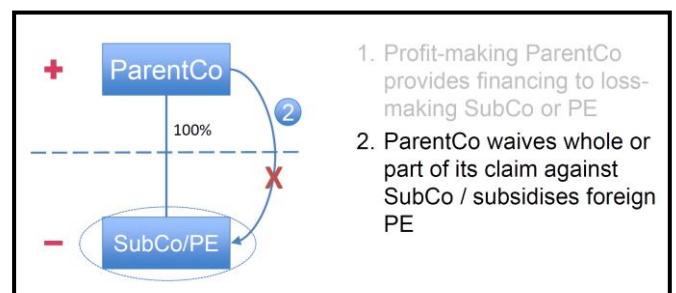 +
ParentCo
2
100%
X
–
SubCo/PE
1. Profit-making ParentCo
provides financing to loss-
making SubCo or PE
2. ParentCo waives whole or
part of its claim against
SubCo / subsidises foreign
PE